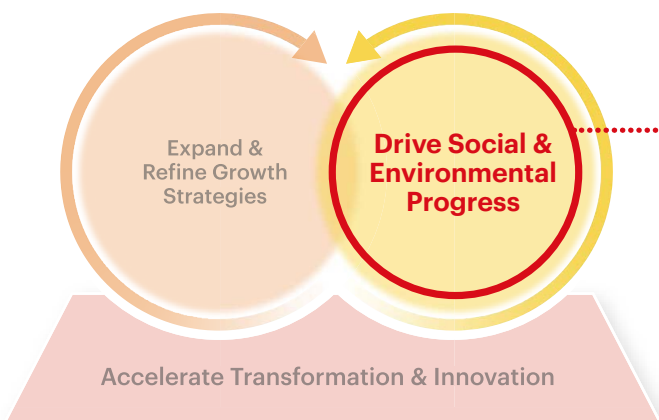 Expand &
Refine Growth
Strategies
Drive Social &
Environmental
Progress
Accelerate Transformation & Innovation